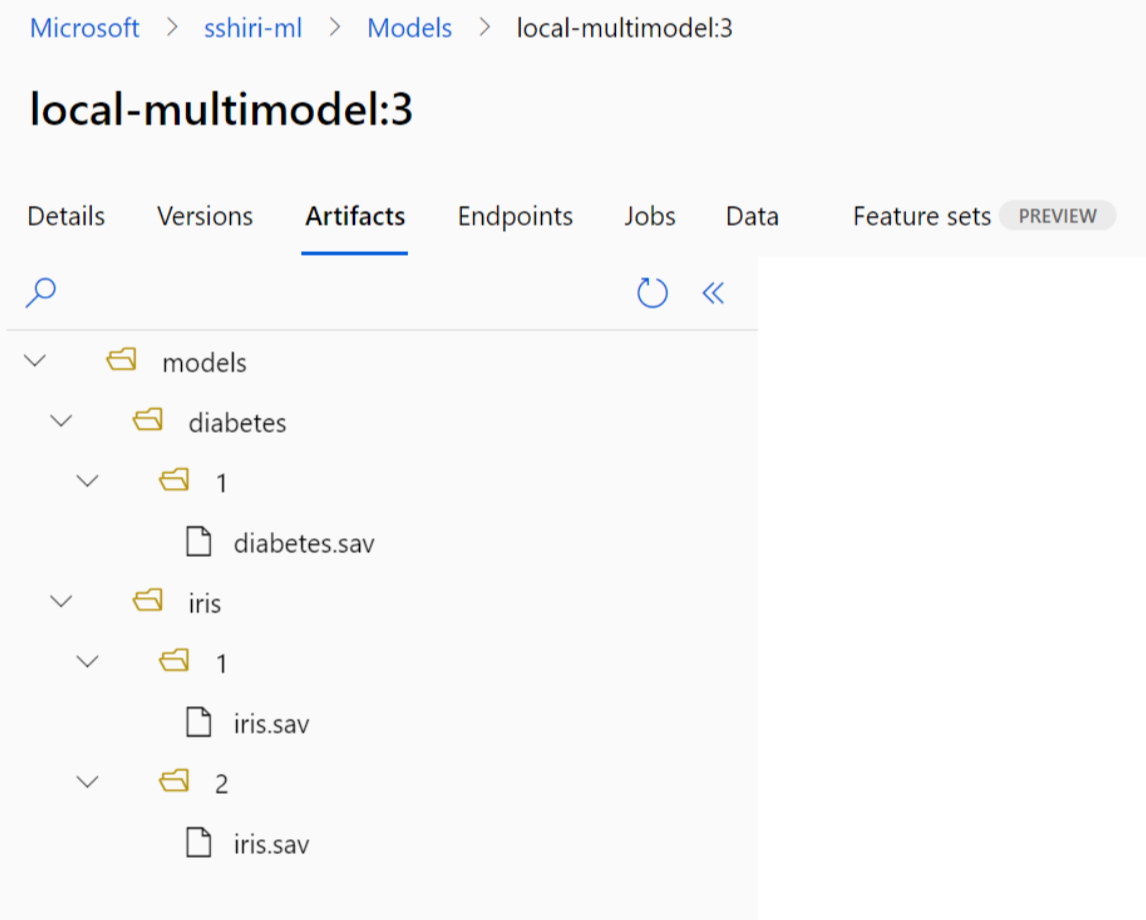 Microsoft > sshiri-ml > Models > local-multimodel:3
local-multimodel:3
Details Versions Artifacts Endpoints Jobs Data Feature sets PREVIEW
models
diabetes
1
diabetes.sav
iris
1
iris.sav
2
iris.sav